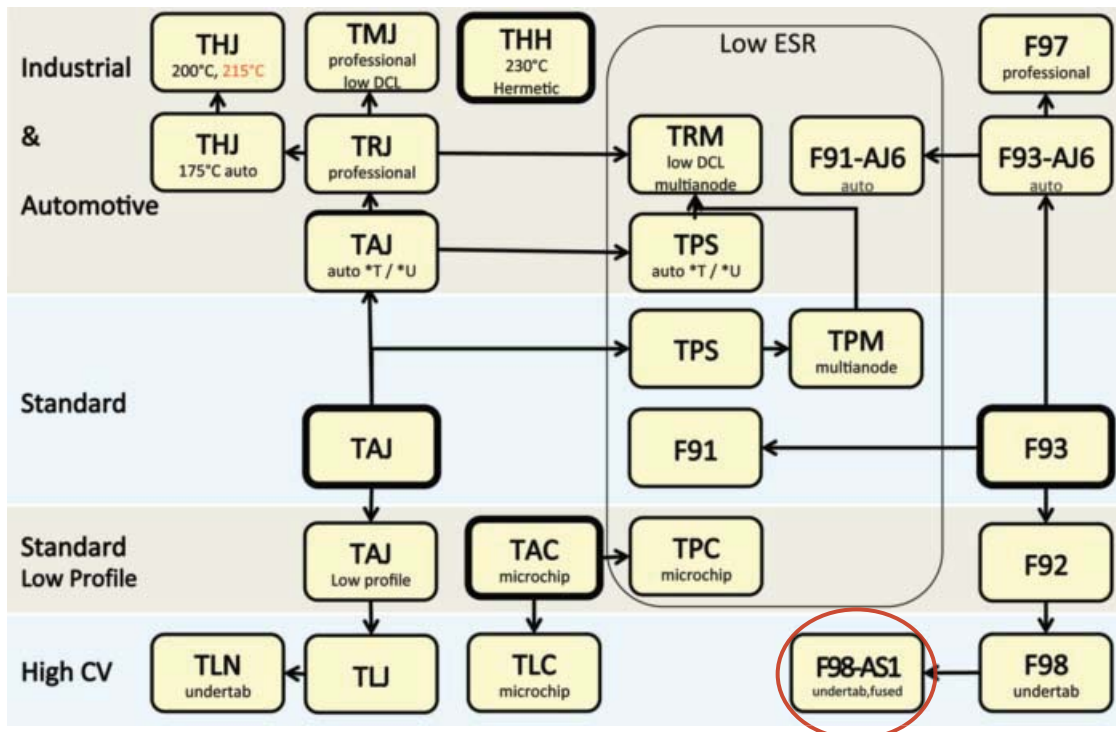 Industrial
&
Automotive
THJ
200°C, 215°C
TMJ
professional
low DCL
THH
230°C
Hermetic
Low ESR
F97
professional
THJ
175°C auto
TRJ
professional
TRM
low DCL
multianode
F91-AJ6
auto
F93-AJ6
auto
TAJ
auto *T / *U
TPS
auto *T / *U
Standard
TPS
TPM
multianode
TAJ
F91
F93
Standard
Low Profile
TAJ
Low profile
TAC
microchip
TPC
microchip
F92
High CV
TLN
undertab
TLJ
TLC
microchip
F98-AS1
undertab,fused
F98
undertab